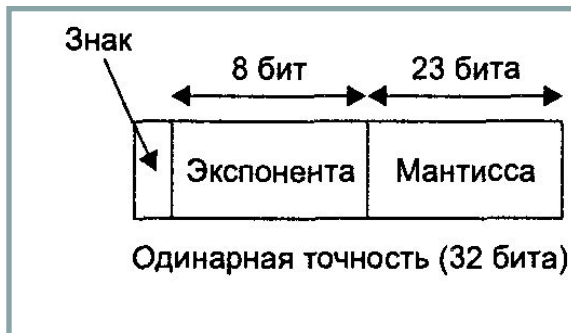 Знак
8 бит
23 бита
Экспонента
Мантисса
Одинарная точность (32 бита)